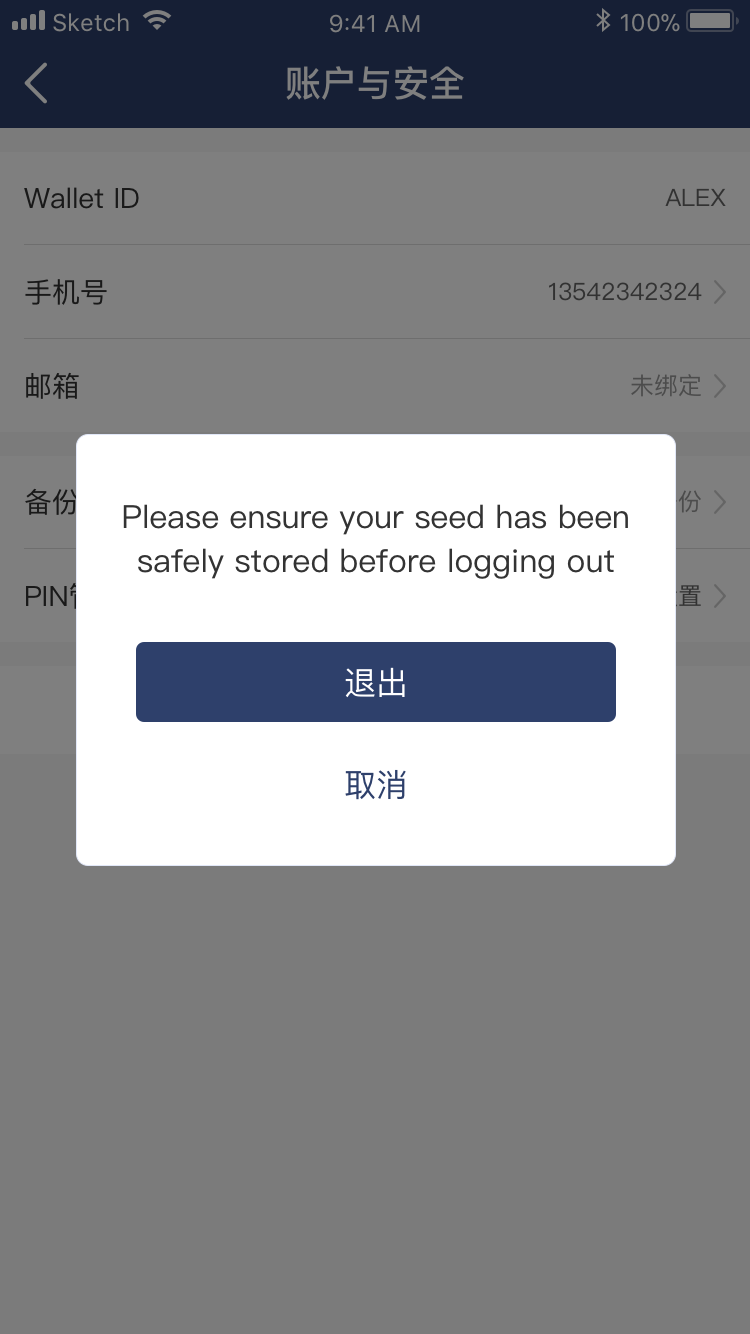 Sketch 9:41 AM 100%
账户与安全
Wallet ID ALEX
手机号 13542342324
邮箱 未绑定
备份 份
PIN 置
Please ensure your seed has been
safely stored before logging out
退出
取消